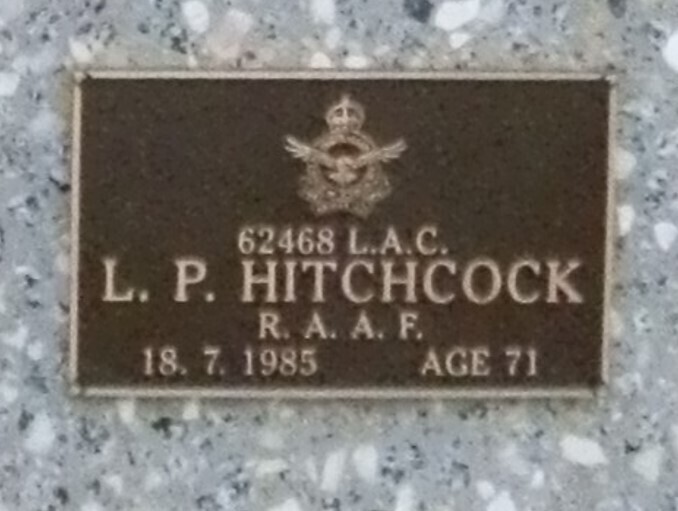 62468 L.A.C.
L. P. HITCHCOCK
R. A. A. F.
18. 7. 1985 AGE 71